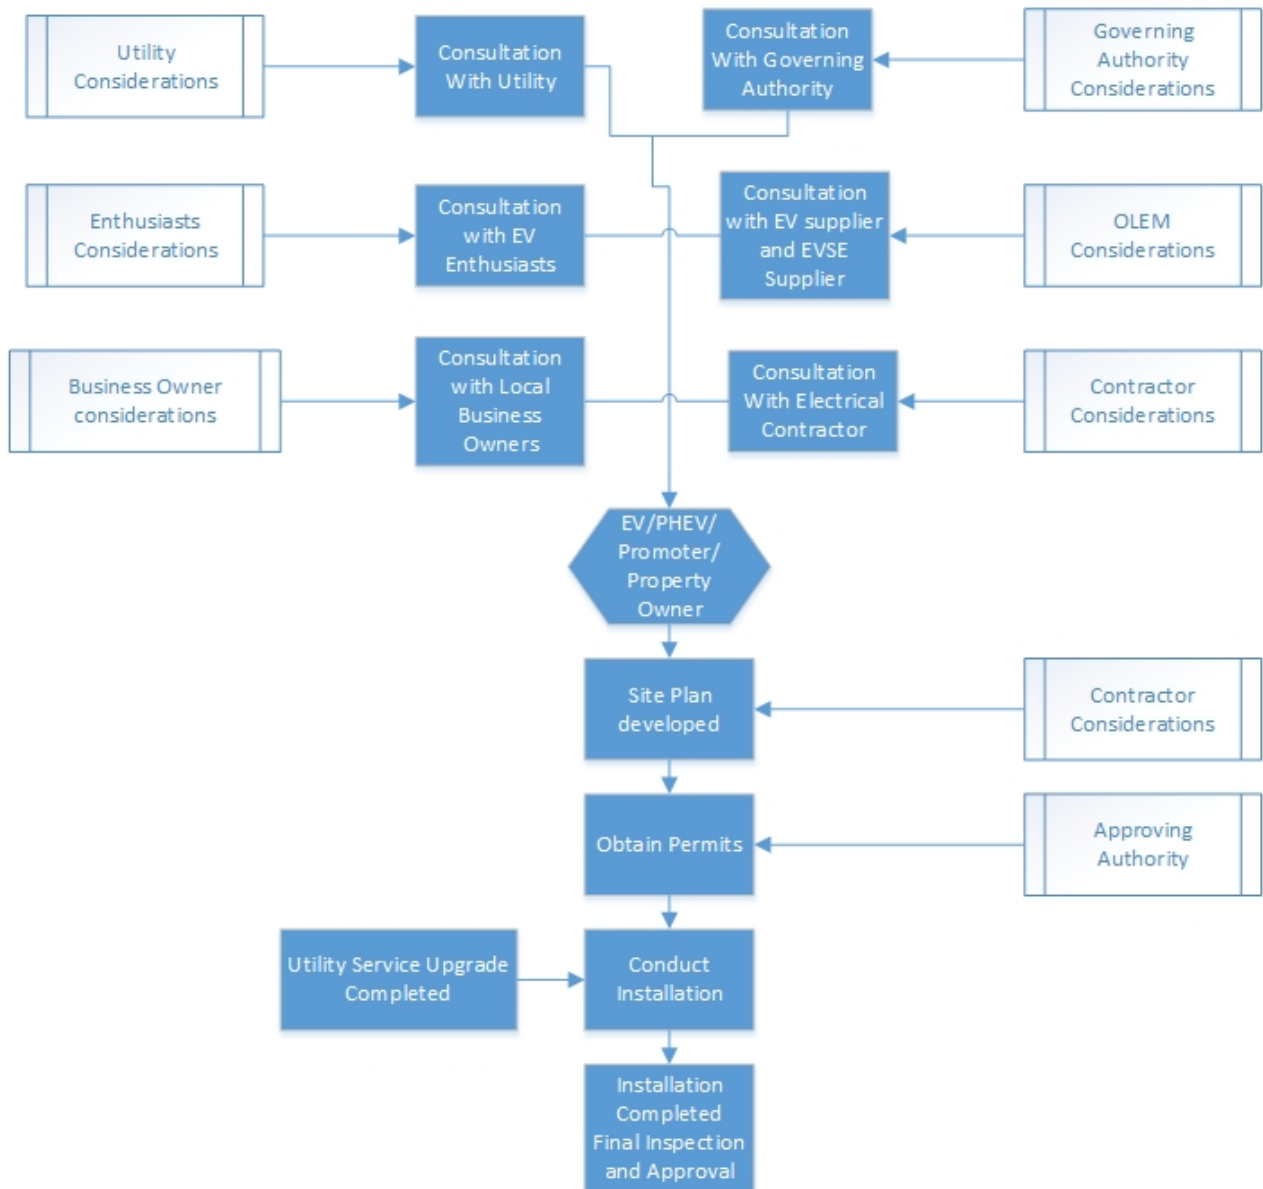 Utility
Considerations
Consultation
With Utility
Consultation
With Governing
Authority
Governing
Authority
Considerations
Enthusiasts
Considerations
Consultation
with EV
Enthusiasts
Consultation
with EV supplier
and EVSE
Supplier
OLEM
Considerations
Business Owner
considerations
Consultation
with Local
Business
Owners
Consultation
With Electrical
Contractor
Contractor
Considerations
EV/PHEV/
Promoter/
Property
Owner
Site Plan
developed
Contractor
Considerations
Obtain Permits
Approving
Authority
Utility Service Upgrade
Completed
Conduct
Installation
Installation
Completed
Final Inspection
and Approval